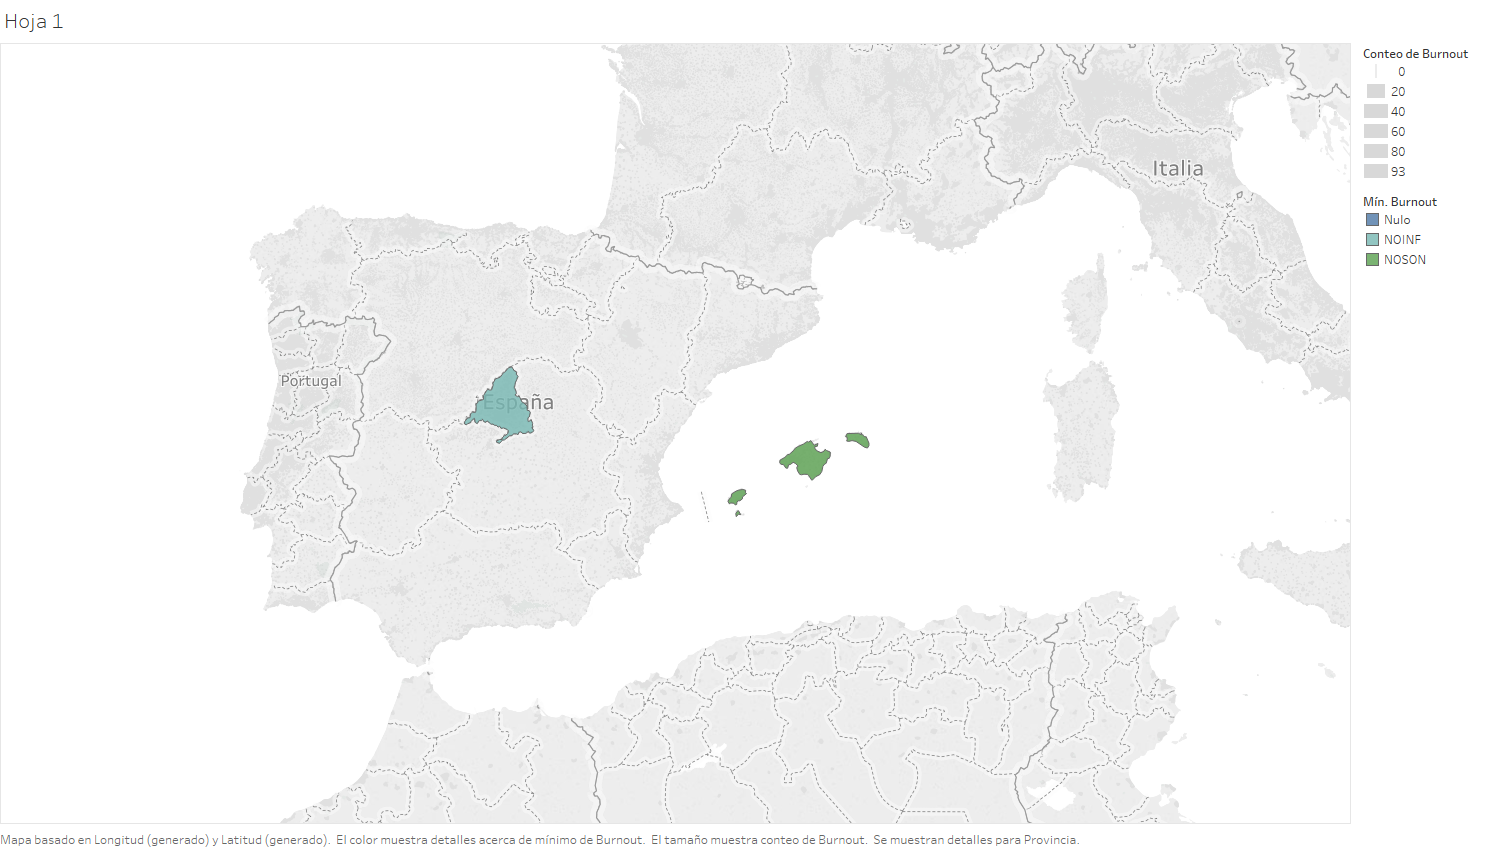 Hoja 1
Conteo de Burnout
0
20
40
60
80
93
Mín. Burnout
Nulo
NOINF
NOSON
Italia
Portugal
España
Mapa basado en Longitud (generado) y Latitud (generado). El color muestra detalles acerca de mínimo de Burnout. El tamaño muestra conteo de Burnout. Se muestran detalles para Provincia.